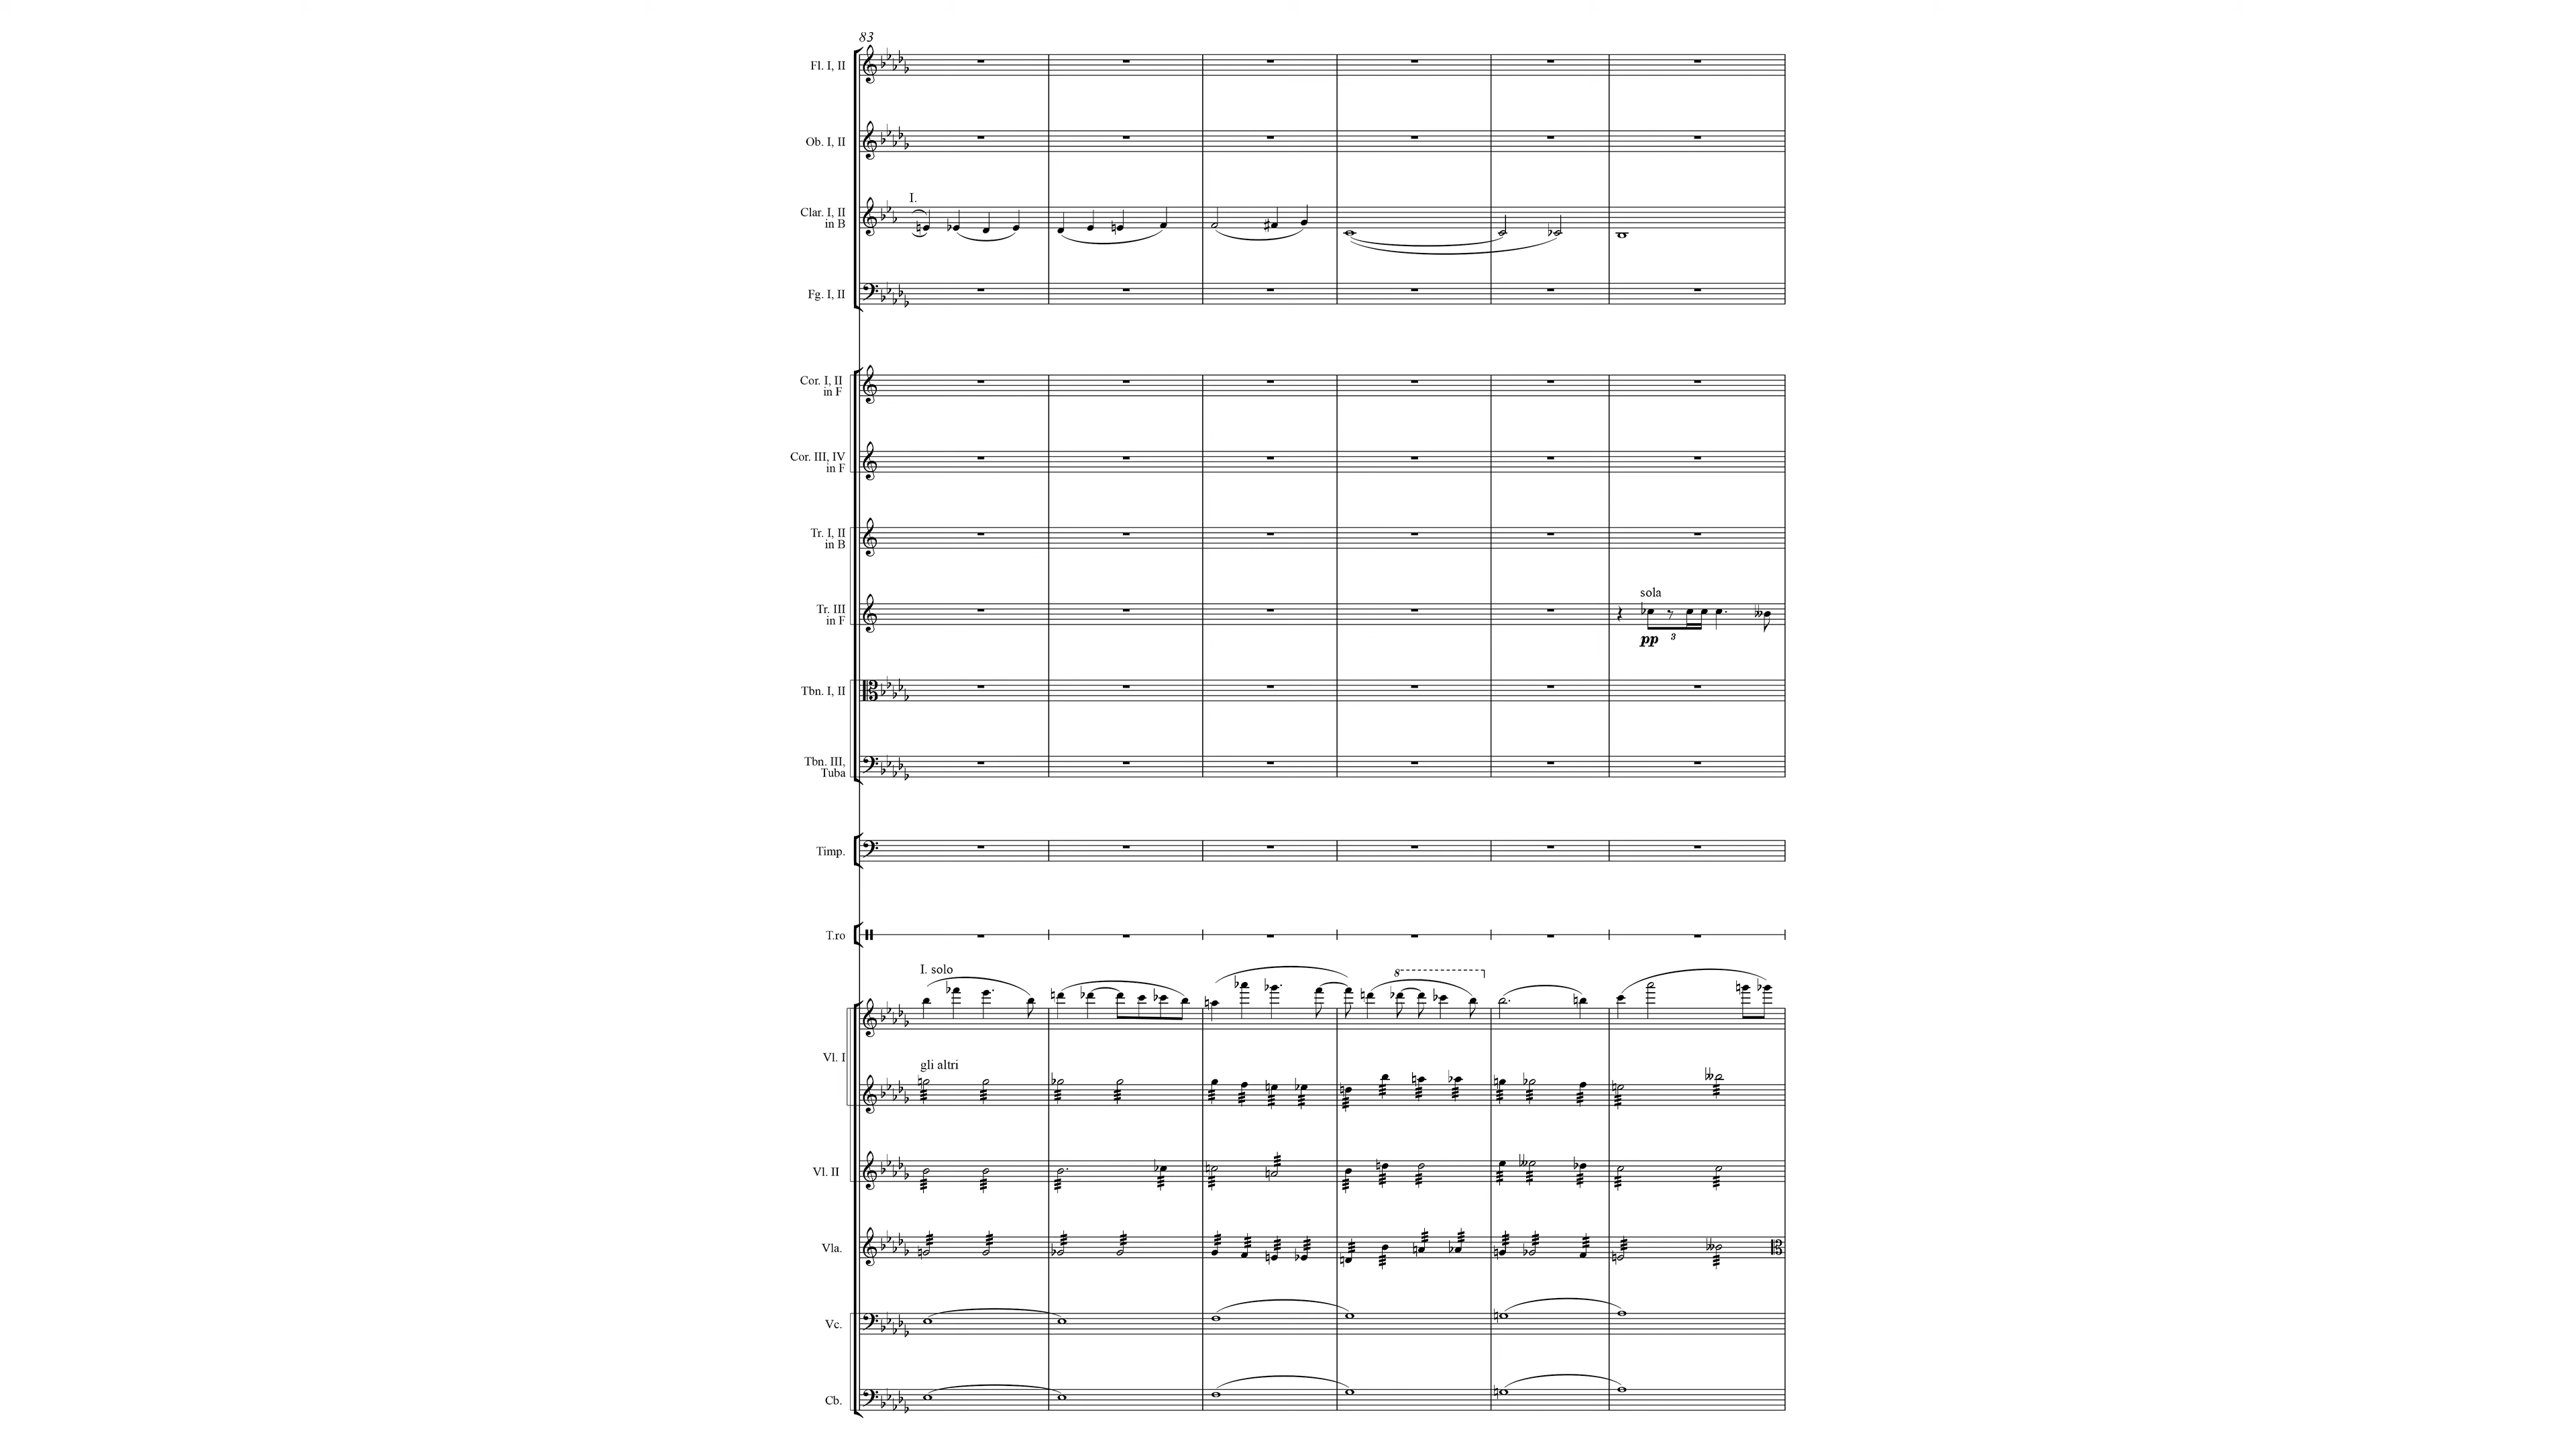 83
Fl. I, II
Ob. I, II
I.
Clar. I, II
in B
Fg. I, II
Cor. I, II
in F
Cor. III, IV
in F
Tr. I, II
in B
sola
Tr. III
in F
pp
3
Tbn. I, II
Tbn. III,
Tuba
Timp.
T.ro
I. solo
8
Vl. I
gli altri
Vl. II
Vla.
Vc.
Cb.